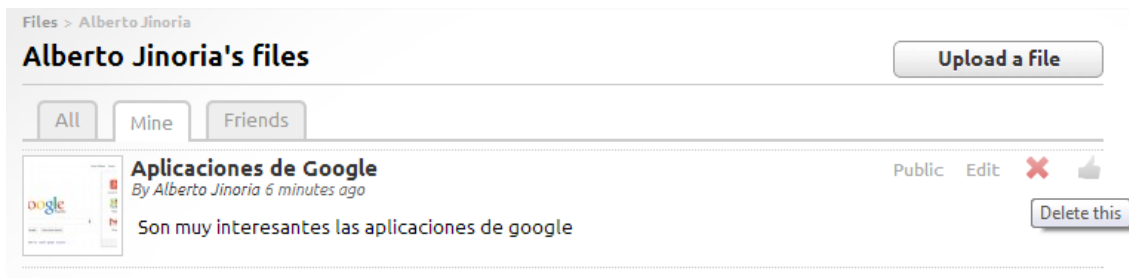 Files > Alberto Jinoria
Alberto Jinoria's files
Upload a file
All
Mine
Friends
Aplicaciones de Google
Public
Edit
By Alberto Jinoria 6 minutes ago
oogle
Delete this
Son muy interesantes las aplicaciones de google